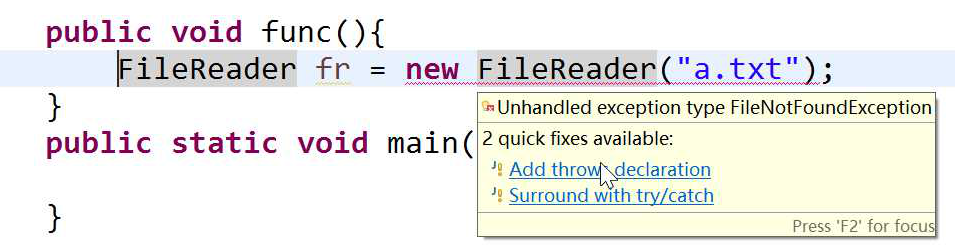 public void func(){
FileReader fr = new FileReader("a.txt");
}
public static void main(
}
Unhandled exception type FileNotFoundException
2 quick fixes available:
Add throws declaration
Surround with try/catch
Press 'F2' for focus